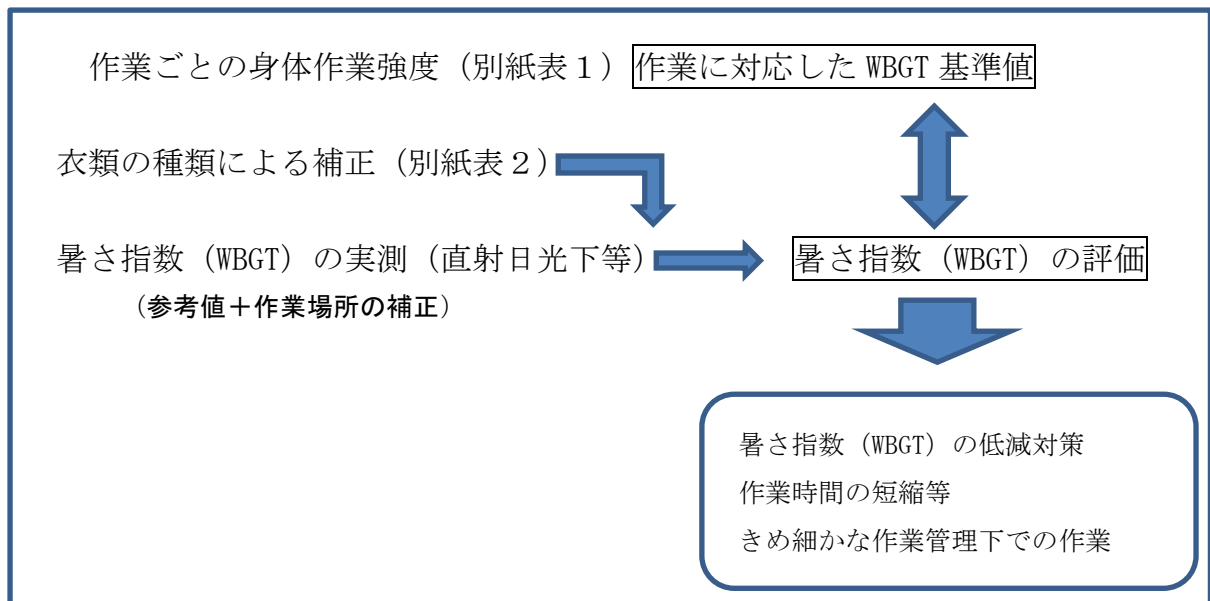 作業ごとの身体作業強度（別紙表１）作業に対応した WBGT 基準値
衣類の種類による補正（別紙表２）
暑さ指数（WBGT）の実測（直射日光下等）
暑さ指数（WBGT）の評価
（参考値＋作業場所の補正）
暑さ指数（WBGT）の低減対策
作業時間の短縮等
きめ細かな作業管理下での作業